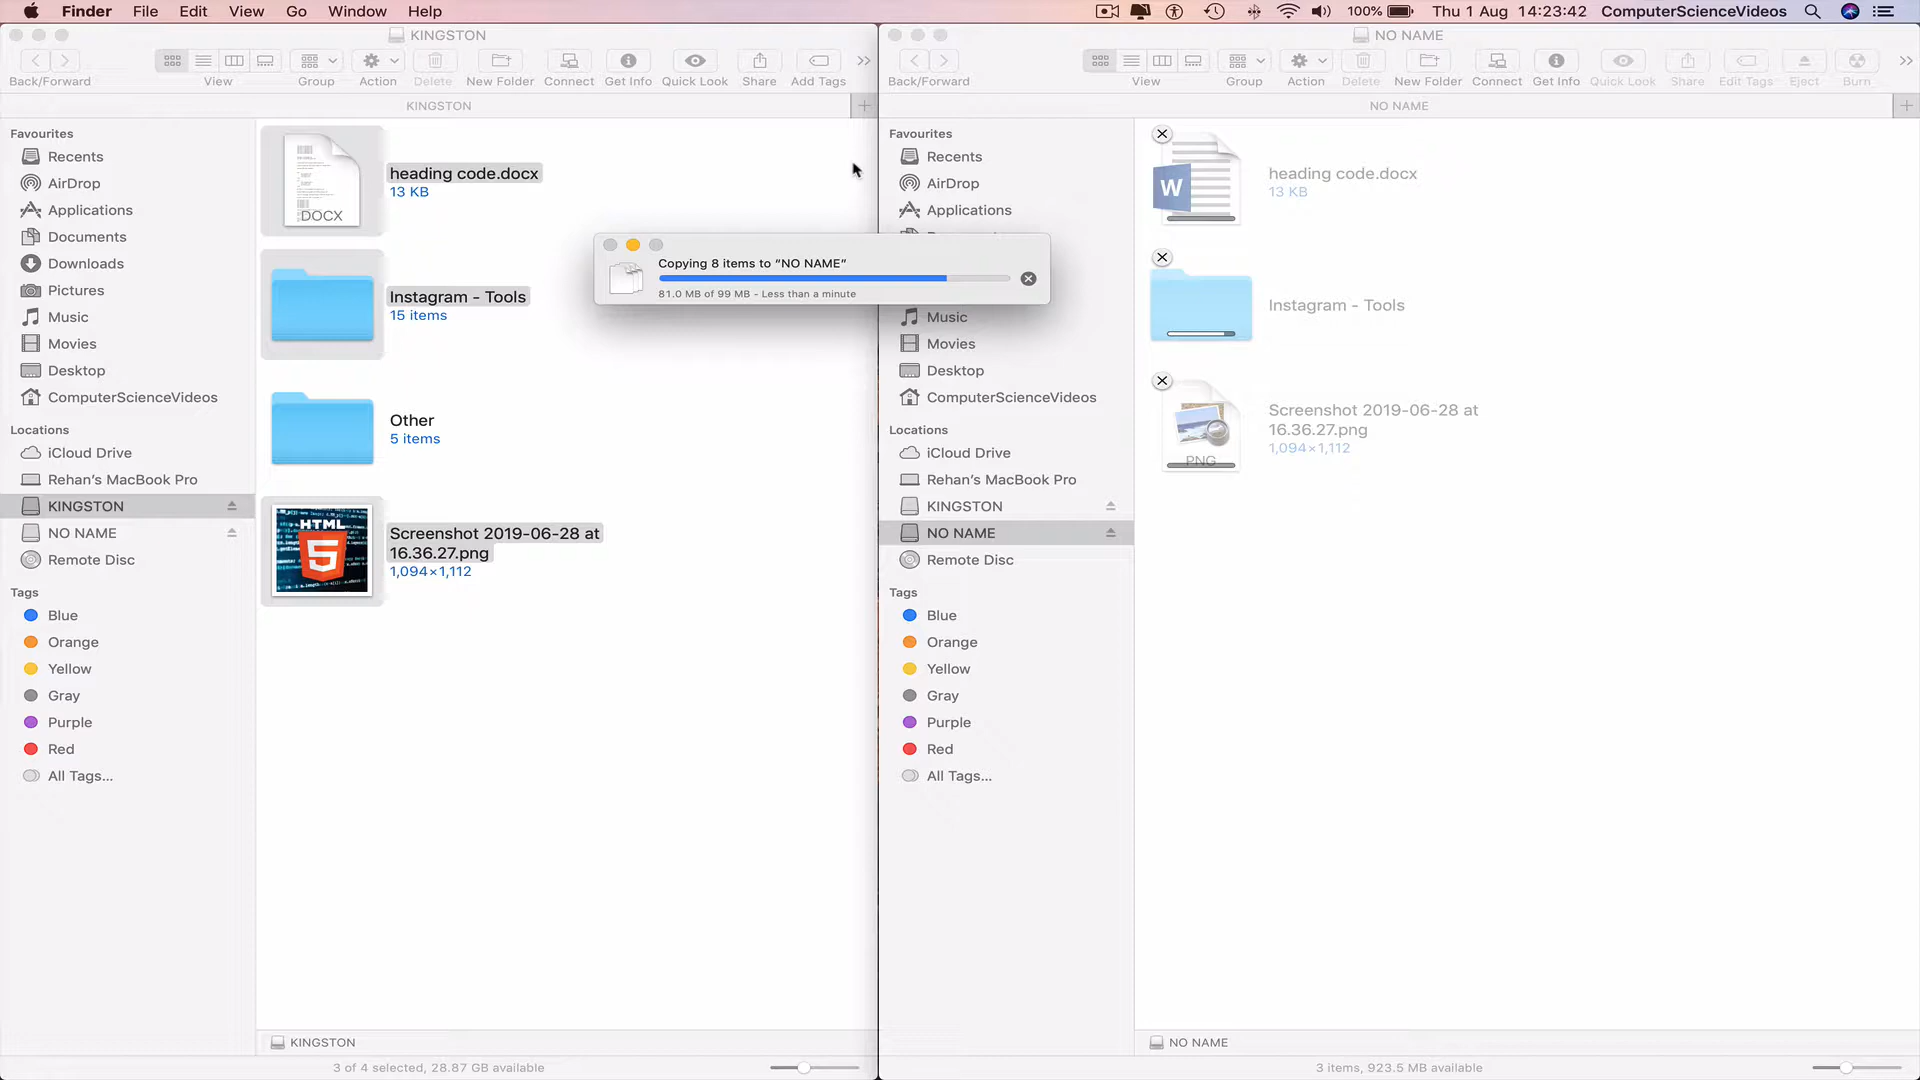 Finder File Edit View Go Window Help 100% Thu 1 Aug 14:23:42 ComputerScienceVideos
KINGSTON
Back/Forward View Group Action Delete New Folder Connect Get Info Quick Look Share Add Tags
KINGSTON
Favourites
Recents
AirDrop
Applications
Documents
Downloads
Pictures
Music
Movies
Desktop
ComputerScienceVideos
Locations
iCloud Drive
Rehan’s MacBook Pro
KINGSTON
NO NAME
Remote Disc
Tags
Blue
Orange
Yellow
Gray
Purple
Red
All Tags...
DOCX
heading code.docx
13 KB
Instagram - Tools
15 items
Other
5 items
HTML
5
Screenshot 2019-06-28 at
16.36.27.png
1,094×1,112
KINGSTON
3 of 4 selected, 28.87 GB available
Copying 8 items to “NO NAME”
81.0 MB of 99 MB - Less than a minute
NO NAME
Back/Forward View Group Action Delete New Folder Connect Get Info Quick Look Share Edit Tags Eject Burn
NO NAME
Favourites
Recents
AirDrop
Applications
Music
Movies
Desktop
ComputerScienceVideos
Locations
iCloud Drive
Rehan’s MacBook Pro
KINGSTON
NO NAME
Remote Disc
Tags
Blue
Orange
Yellow
Gray
Purple
Red
All Tags...
W
heading code.docx
13 KB
Instagram - Tools
PNG
Screenshot 2019-06-28 at
16.36.27.png
1,094×1,112
NO NAME
3 items, 923.5 MB available